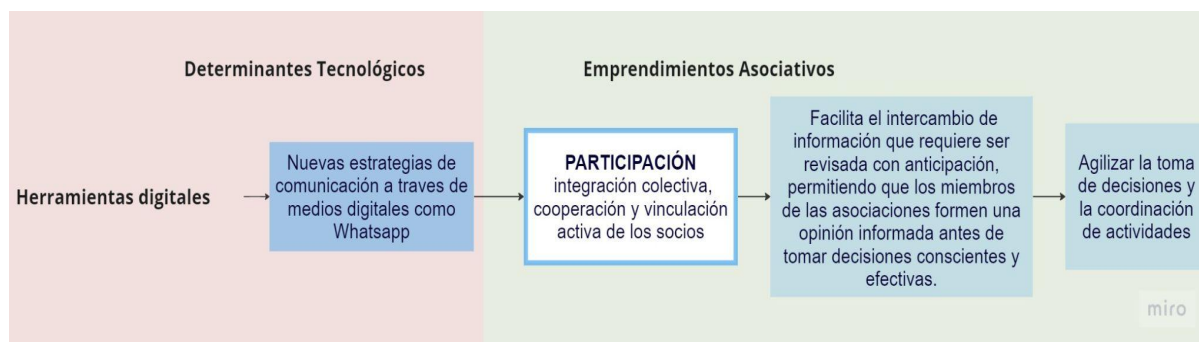 Determinantes Tecnológicos
Emprendimientos Asociativos
Herramientas digitales
Nuevas estrategias de
comunicación a traves de
medios digitales como
Whatsapp
PARTICIPACIÓN
integración colectiva,
cooperación y vinculación
activa de los socios
Facilita el intercambio de
información que requiere ser
revisada con anticipación,
permitiendo que los miembros
de las asociaciones formen una
opinión informada antes de
tomar decisiones conscientes y
efectivas.
Agilizar la toma
de decisiones y
la coordinación
de actividades
miro